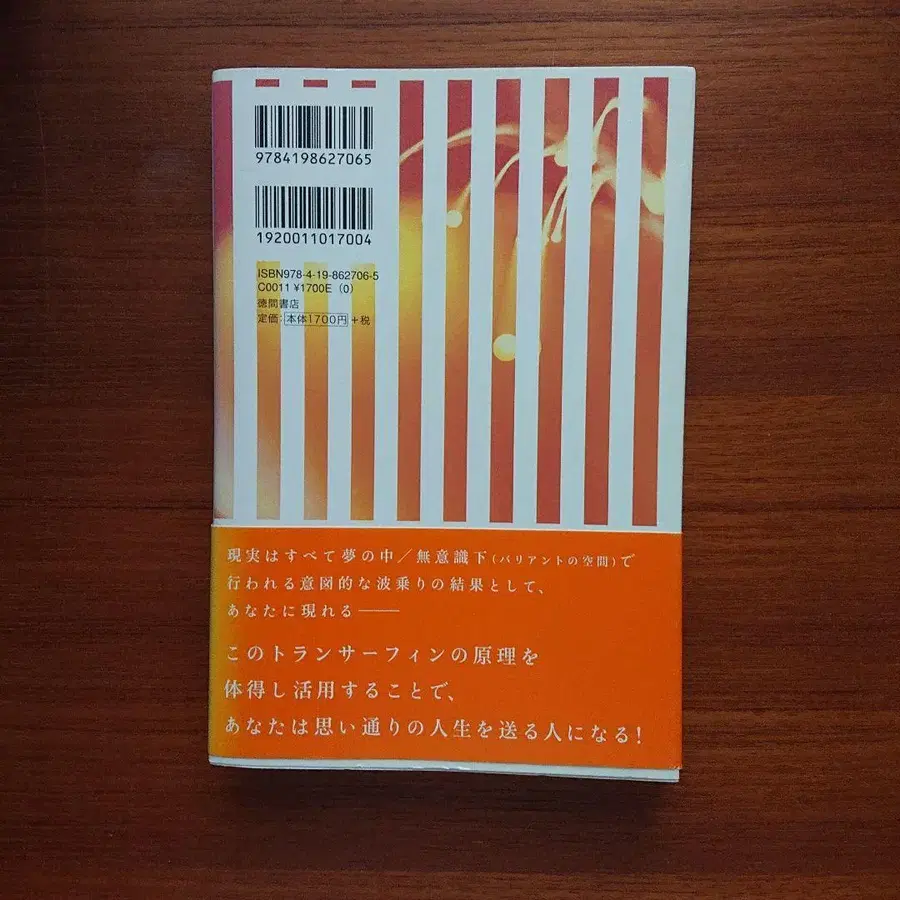 9784198627065
1920011017004
ISBN978-4-19-862706-5
C0011 ¥1700E (0)
徳間書店
定価：本体1700円＋税
現実はすべて夢の中／無意識下(バリアントの空間)で
行われる意図的な波乗りの結果として、
あなたに現れる——
このトランサーフィンの原理を
体得し活用することで、
あなたは思い通りの人生を送る人になる！